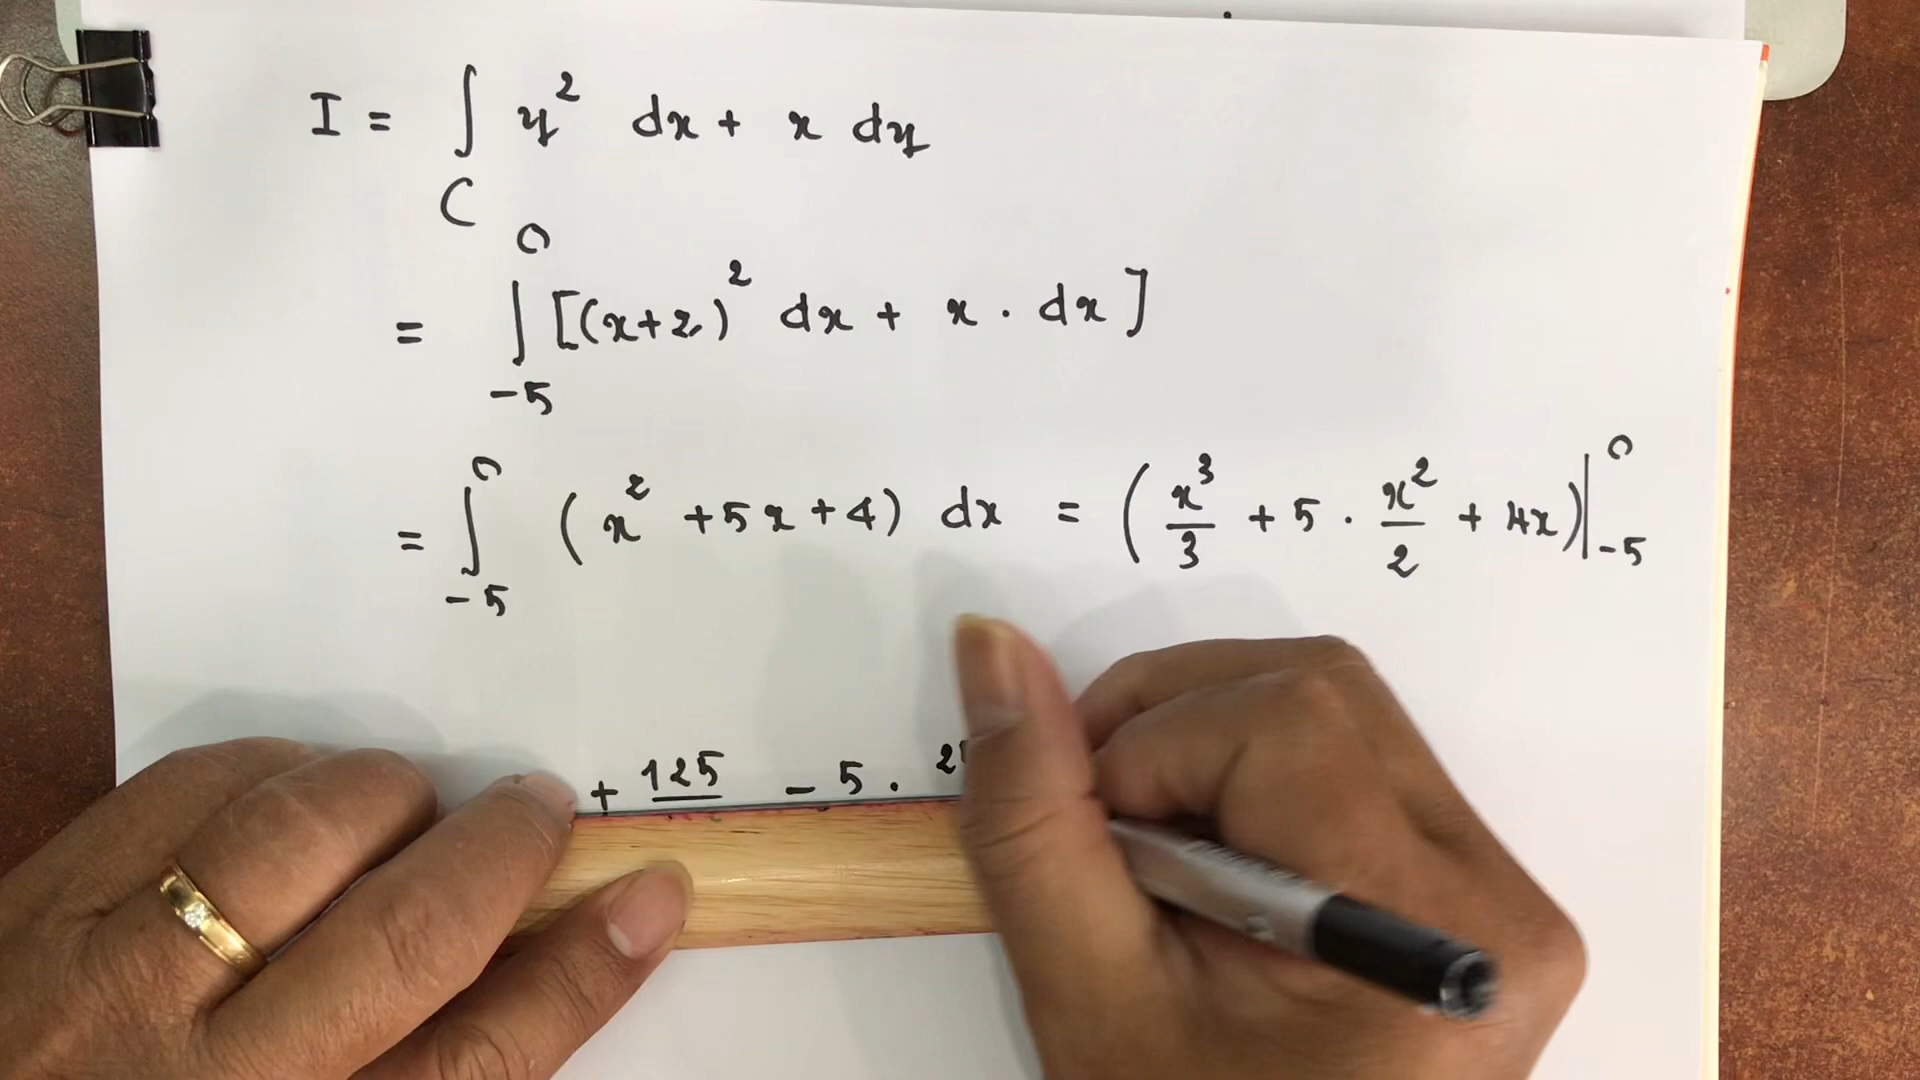 I = ∫_C y² dx + x dy
= ∫_{-5}^{0} [(x+2)² dx + x . dx]
= ∫_{-5}^{0} (x² + 5x + 4) dx = (x³/3 + 5 . x²/2 + 4x)|_{-5}^{0}
+ 125 - 5 .